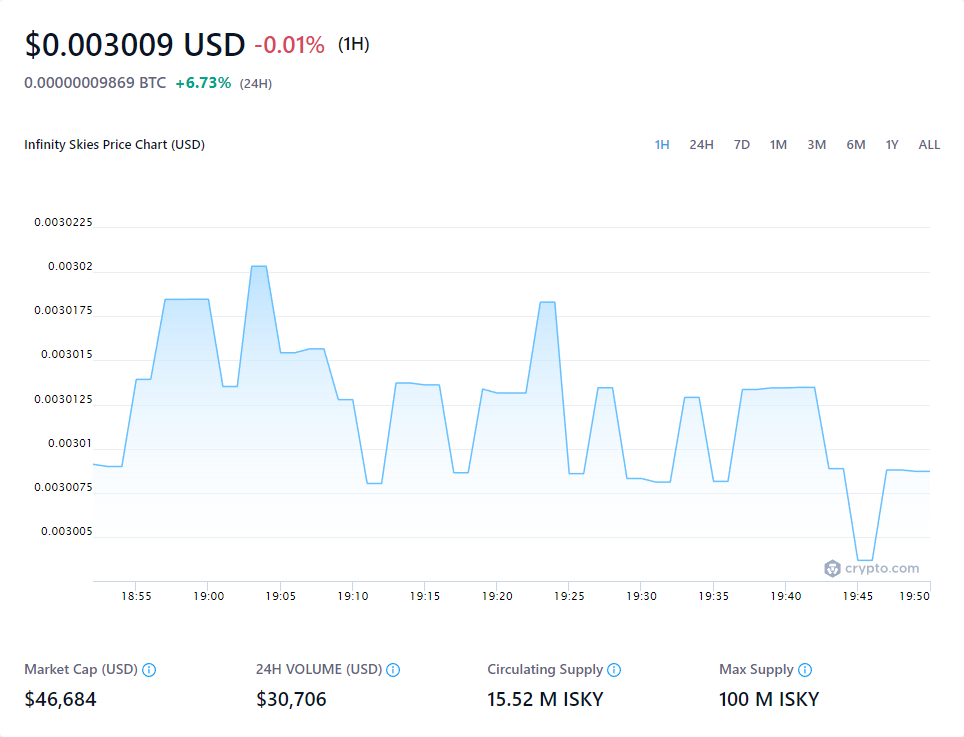 $0.003009 USD -0.01% (1H)
0.00000009869 BTC +6.73% (24H)
Infinity Skies Price Chart (USD) 1H 24H 7D 1M 3M 6M 1Y ALL
0.0030225
0.00302
0.0030175
0.003015
0.0030125
0.00301
0.0030075
0.003005
crypto.com
18:55 19:00 19:05 19:10 19:15 19:20 19:25 19:30 19:35 19:40 19:45 19:50
Market Cap (USD) 24H VOLUME (USD) Circulating Supply Max Supply
$46,684 $30,706 15.52 M ISKY 100 M ISKY